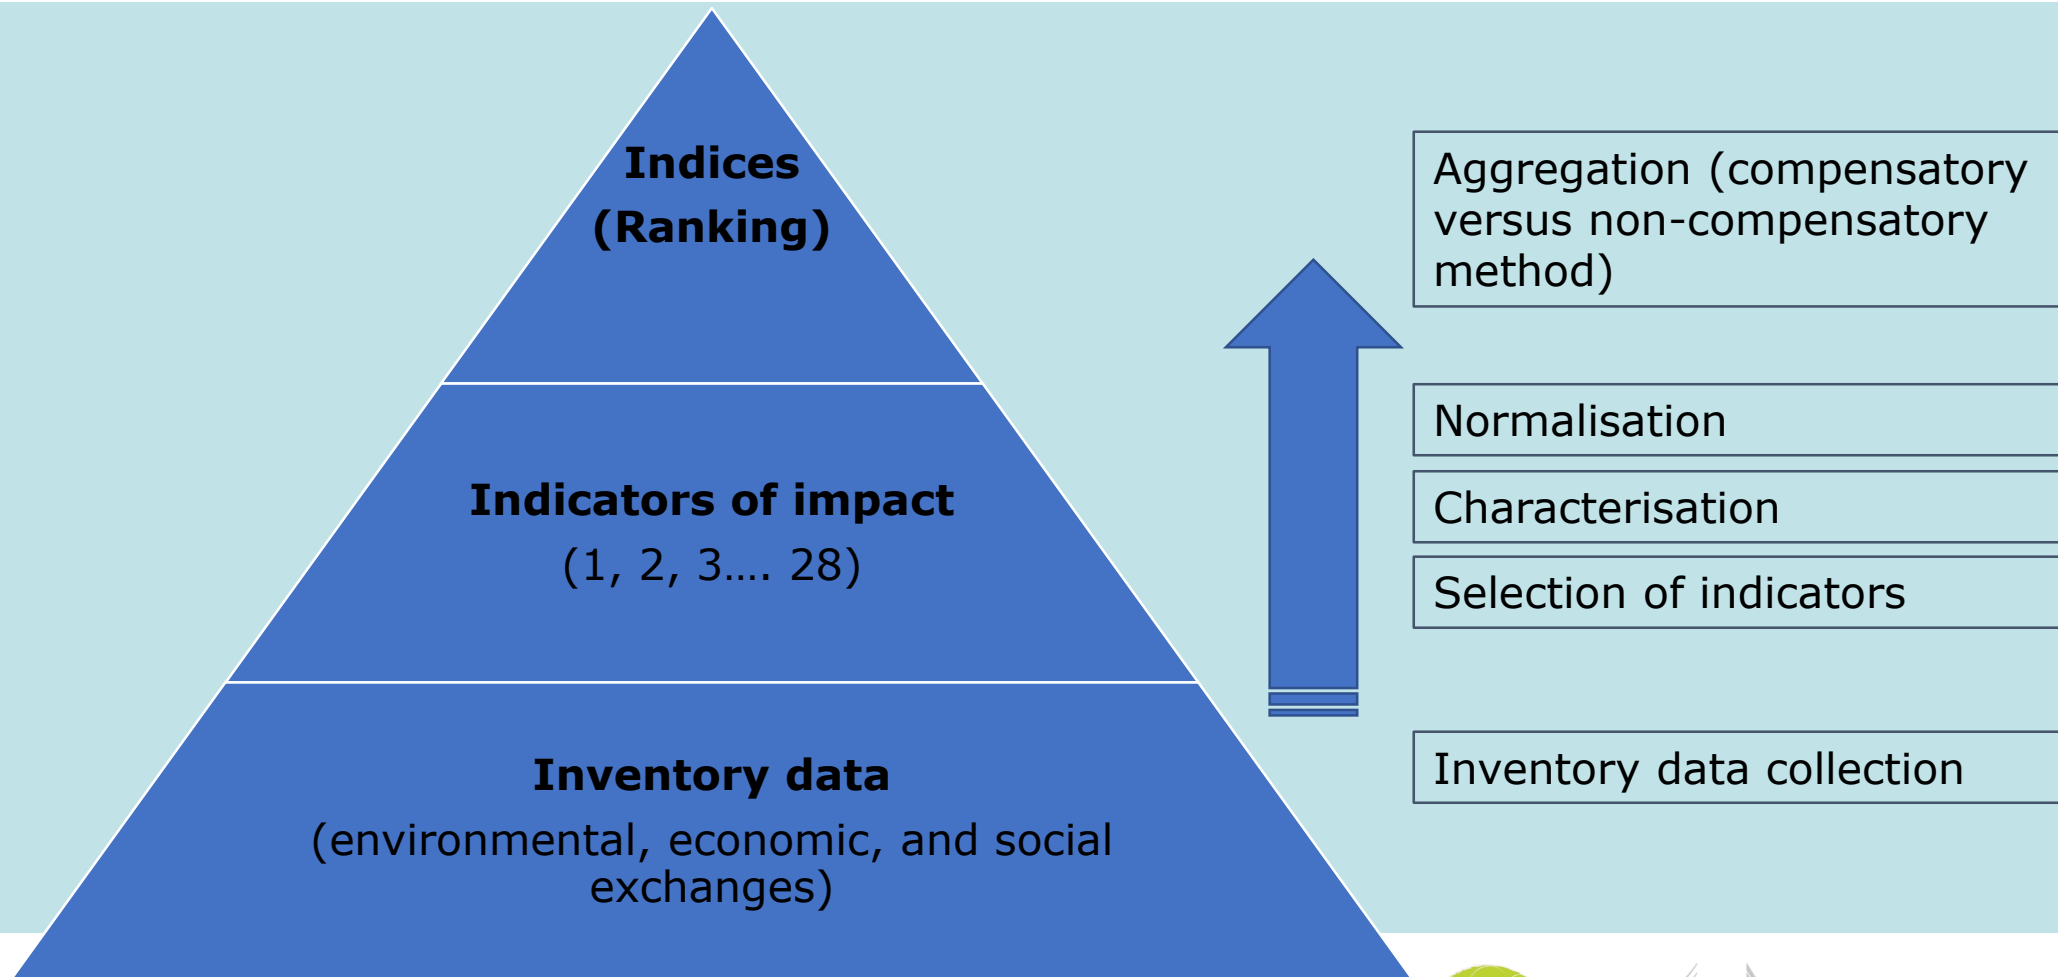 Indices
(Ranking)
Indicators of impact
(1, 2, 3…. 28)
Inventory data
(environmental, economic, and social
exchanges)
Aggregation (compensatory
versus non-compensatory
method)
Normalisation
Characterisation
Selection of indicators
Inventory data collection